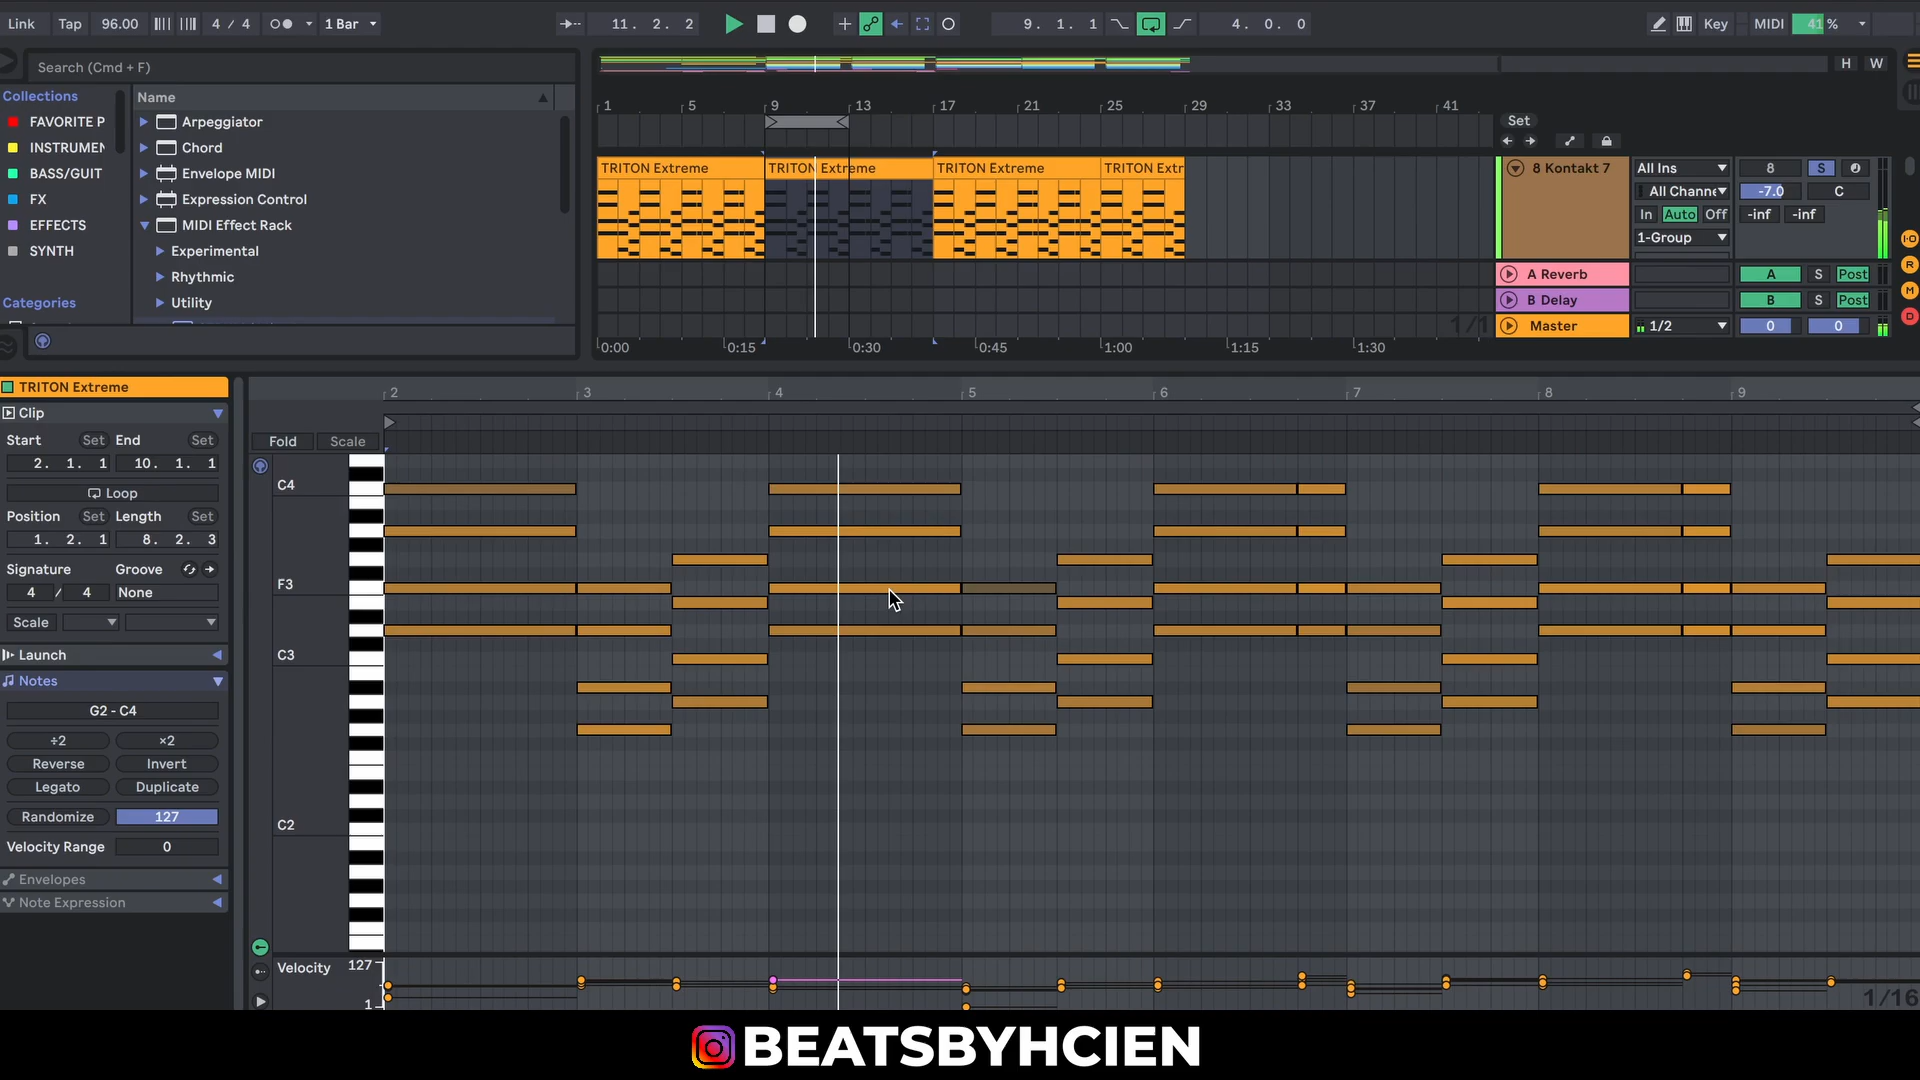 Link Tap 96.00 4 / 4 1 Bar 11. 2. 2 9. 1. 1 4. 0. 0 Key MIDI 41 %
Search (Cmd + F) H W
Collections Name
FAVORITE P Arpeggiator
INSTRUMEN Chord
BASS/GUIT Envelope MIDI
FX Expression Control
EFFECTS MIDI Effect Rack
SYNTH Experimental
Rhythmic
Categories Utility
1 5 9 13 17 21 25 29 33 37 41
Set
TRITON Extreme TRITON Extreme TRITON Extreme TRITON Extr
8 Kontakt 7 All Ins 8 S
All Channe -7.0 C
In Auto Off -inf -inf
1-Group
A Reverb A S Post
B Delay B S Post
1/1 Master 1/2 0 0
0:00 0:15 0:30 0:45 1:00 1:15 1:30
I·O
R
M
D
TRITON Extreme
Clip
Start Set End Set
2. 1. 1 10. 1. 1
Loop
Position Set Length Set
1. 2. 1 8. 2. 3
Signature Groove
4 / 4 None
Scale
Launch
Notes
G2 - C4
÷2 ×2
Reverse Invert
Legato Duplicate
Randomize 127
Velocity Range 0
Envelopes
Note Expression
2 3 4 5 6 7 8 9
Fold Scale
C4
F3
C3
C2
Velocity 127
1 1/16
BEATSBYHCIEN